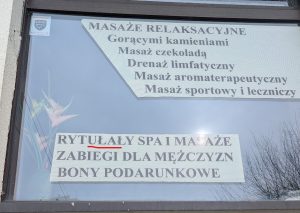 MASAŻE RELAKSACYJNE
Gorącymi kamieniami
Masaż czekoladą
Drenaż limfatyczny
Masaż aromaterapeutyczny
Masaż sportowy i leczniczy
RYTUŁAŁY SPA I MASAŻE
ZABIEGI DLA MĘŻCZYZN
BONY PODARUNKOWE